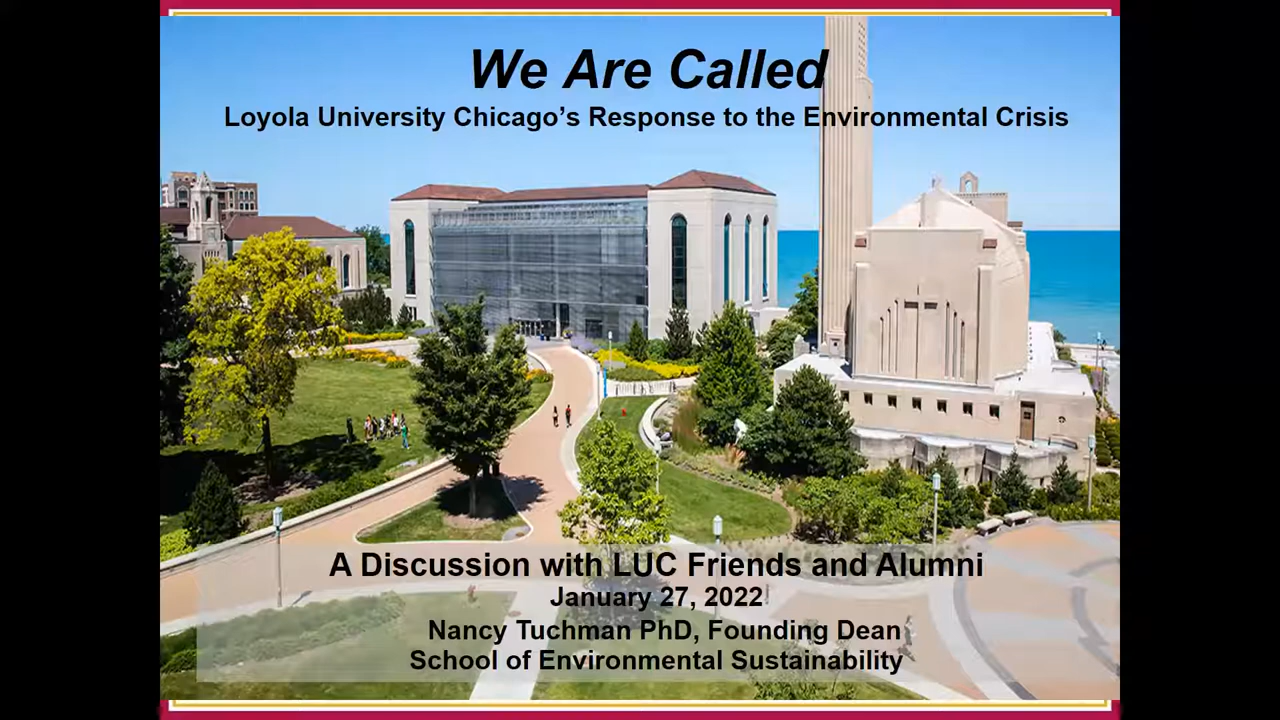 We Are Called
Loyola University Chicago’s Response to the Environmental Crisis
A Discussion with LUC Friends and Alumni
January 27, 2022
Nancy Tuchman PhD, Founding Dean
School of Environmental Sustainability